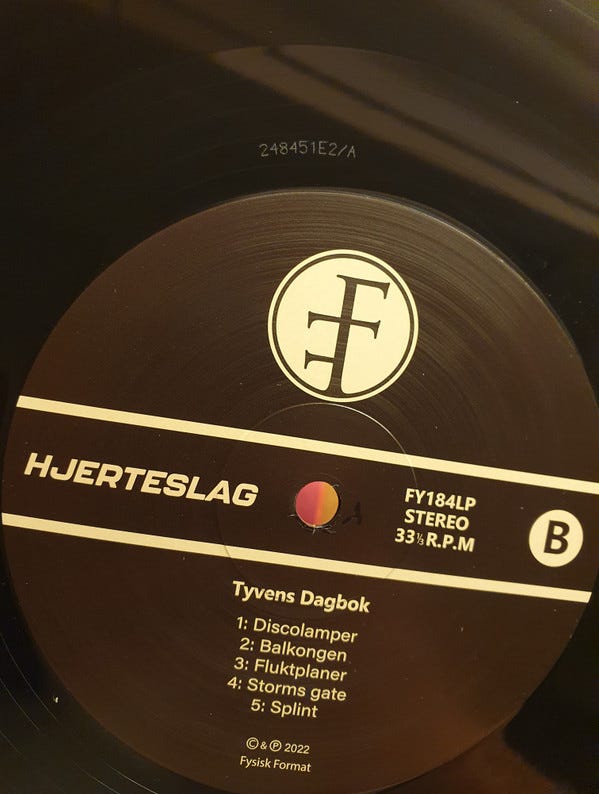 248451E2/A
HJERTESLAG
FY184LP
STEREO
33⅓ R.P.M
B
Tyvens Dagbok
1: Discolamper
2: Balkongen
3: Fluktplaner
4: Storms gate
5: Splint
© & ℗ 2022
Fysisk Format